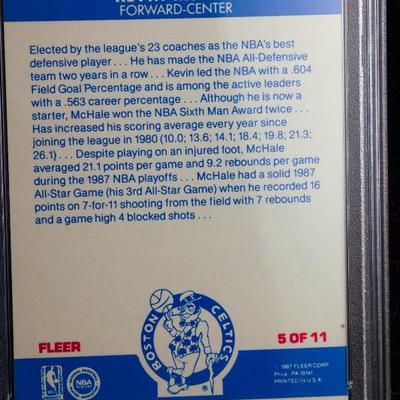 FORWARD-CENTER
Elected by the league's 23 coaches as the NBA's best
defensive player . . . He has made the NBA All-Defensive
team two years in a row . . . Kevin led the NBA with a .604
Field Goal Percentage and is among the active leaders
with a .563 career percentage . . . Although he is now a
starter, McHale won the NBA Sixth Man Award twice . . .
Has increased his scoring average every year since
joining the league in 1980 (10.0; 13.6; 14.1; 18.4; 19.8; 21.3;
26.1) . . . Despite playing on an injured foot, McHale
averaged 21.1 points per game and 9.2 rebounds per game
during the 1987 NBA playoffs . . . McHale had a solid 1987
All-Star Game (his 3rd All-Star Game) when he recorded 16
points on 7-for-11 shooting from the field with 7 rebounds
and a game high 4 blocked shots . . .
FLEER
BOSTON CELTICS
5 OF 11
NBA
© 1987 FLEER CORP.
Phila., PA 19141
PRINTED IN U.S.A.